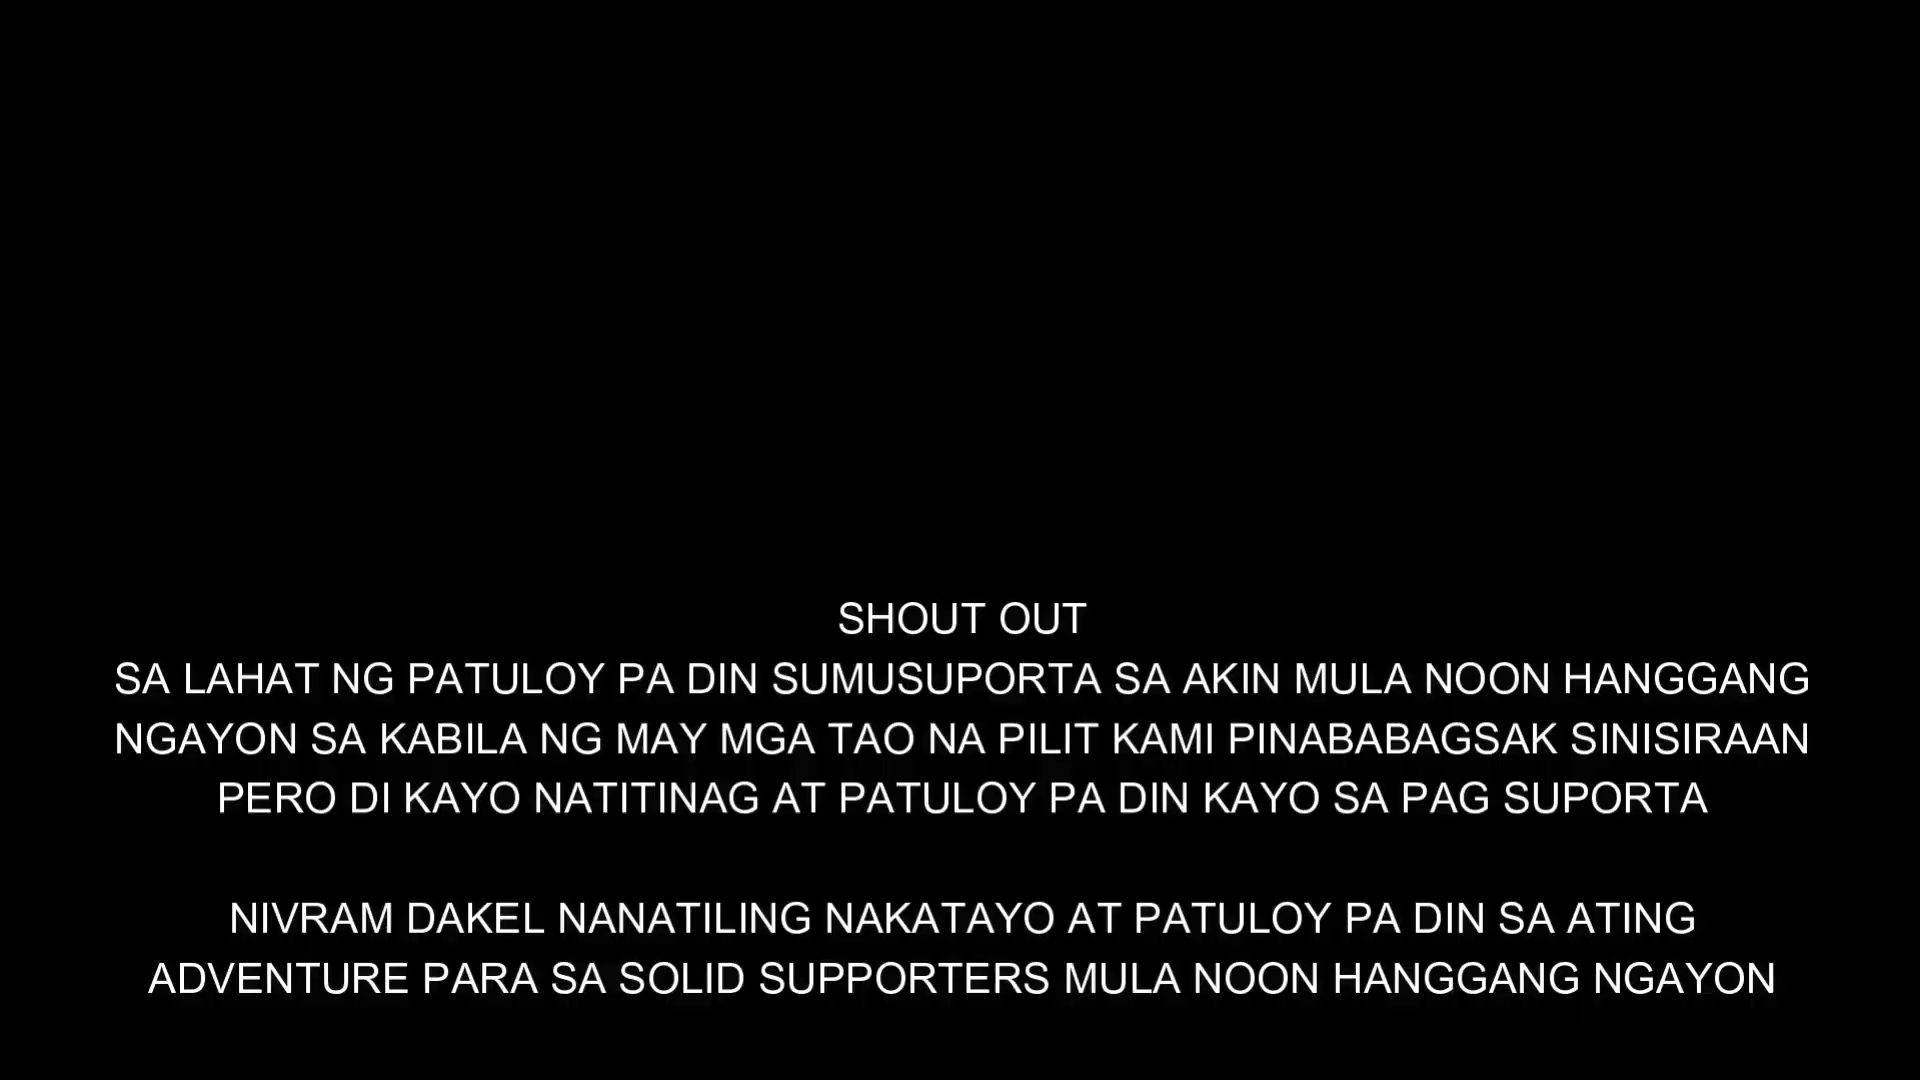 SHOUT OUT
SA LAHAT NG PATULOY PA DIN SUMUSUPORTA SA AKIN MULA NOON HANGGANG
NGAYON SA KABILA NG MAY MGA TAO NA PILIT KAMI PINABABAGSAK SINISIRAAN
PERO DI KAYO NATITINAG AT PATULOY PA DIN KAYO SA PAG SUPORTA
NIVRAM DAKEL NANATILING NAKATAYO AT PATULOY PA DIN SA ATING
ADVENTURE PARA SA SOLID SUPPORTERS MULA NOON HANGGANG NGAYON